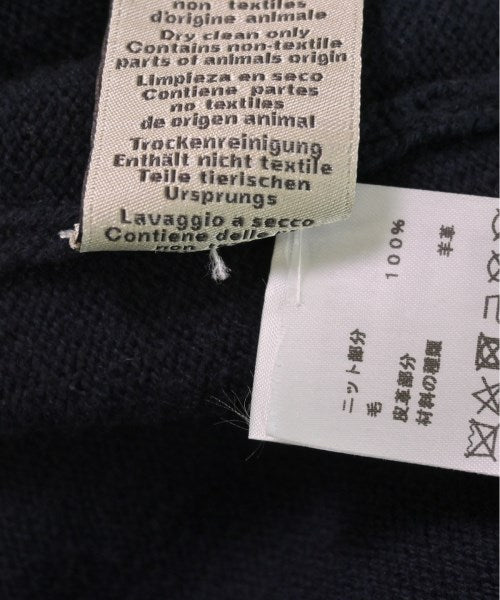 non textiles
d'origine animale
Dry clean only
Contains non-textile
parts of animals origin
Limpieza en seco
Contiene partes
no textiles
de origen animal
Trockenreinigung
Enthält nicht textile
Teile tierischen
Ursprungs
Lavaggio a secco
Contiene delle
non
ニット部分
毛 100%
皮革部分
材料の種類 羊革